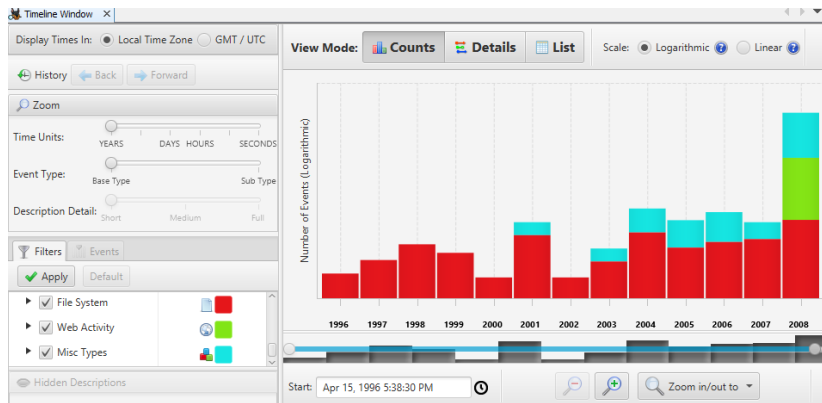 Timeline Window
Display Times In: Local Time Zone GMT / UTC
History Back Forward
Zoom
Time Units:
YEARS DAYS HOURS SECONDS
Event Type:
Base Type Sub Type
Description Detail:
Short Medium Full
Filters Events
Apply Default
File System
Web Activity
Misc Types
Hidden Descriptions
View Mode: Counts Details List Scale: Logarithmic ? Linear ?
Number of Events (Logarithmic)
1996 1997 1998 1999 2000 2001 2002 2003 2004 2005 2006 2007 2008
Start: Apr 15, 1996 5:38:30 PM Zoom in/out to